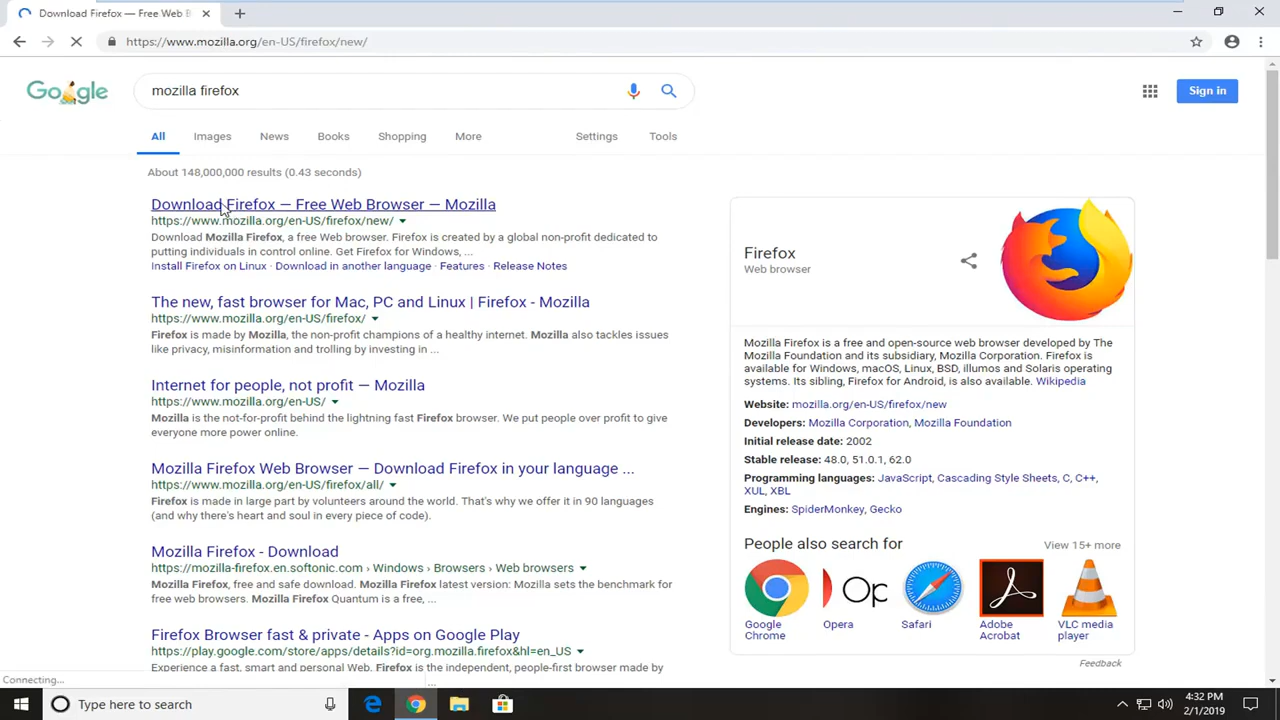 Download Firefox — Free Web B
https://www.mozilla.org/en-US/firefox/new/
Google
mozilla firefox
Sign in
All Images News Books Shopping More Settings Tools
About 148,000,000 results (0.43 seconds)
Download Firefox — Free Web Browser — Mozilla
https://www.mozilla.org/en-US/firefox/new/
Download Mozilla Firefox, a free Web browser. Firefox is created by a global non-profit dedicated to
putting individuals in control online. Get Firefox for Windows, ...
Install Firefox on Linux · Download in another language · Features · Release Notes
The new, fast browser for Mac, PC and Linux | Firefox - Mozilla
https://www.mozilla.org/en-US/firefox/
Firefox is made by Mozilla, the non-profit champions of a healthy internet. Mozilla also tackles issues
like privacy, misinformation and trolling by investing in ...
Internet for people, not profit — Mozilla
https://www.mozilla.org/en-US/
Mozilla is the not-for-profit behind the lightning fast Firefox browser. We put people over profit to give
everyone more power online.
Mozilla Firefox Web Browser — Download Firefox in your language ...
https://www.mozilla.org/en-US/firefox/all/
Firefox is made in large part by volunteers around the world. That's why we offer it in 90 languages
(and why there's heart and soul in every piece of code).
Mozilla Firefox - Download
https://mozilla-firefox.en.softonic.com › Windows › Browsers › Web browsers
Mozilla Firefox, free and safe download. Mozilla Firefox latest version: Mozilla sets the benchmark for
free web browsers. Mozilla Firefox Quantum is a free, ...
Firefox Browser fast & private - Apps on Google Play
https://play.google.com/store/apps/details?id=org.mozilla.firefox&hl=en_US
Experience a fast, smart and personal Web. Firefox is the independent, people-first browser made by
...
Firefox
Web browser
Mozilla Firefox is a free and open-source web browser developed by The
Mozilla Foundation and its subsidiary, Mozilla Corporation. Firefox is
available for Windows, macOS, Linux, BSD, illumos and Solaris operating
systems. Its sibling, Firefox for Android, is also available. Wikipedia
Website: mozilla.org/en-US/firefox/new
Developers: Mozilla Corporation, Mozilla Foundation
Initial release date: 2002
Stable release: 48.0, 51.0.1, 62.0
Programming languages: JavaScript, Cascading Style Sheets, C, C++,
XUL, XBL
Engines: SpiderMonkey, Gecko
People also search for View 15+ more
Op
Google
Chrome
Opera
Safari
Adobe
Acrobat
VLC media
player
Feedback
Connecting...
Type here to search
4:32 PM
2/1/2019